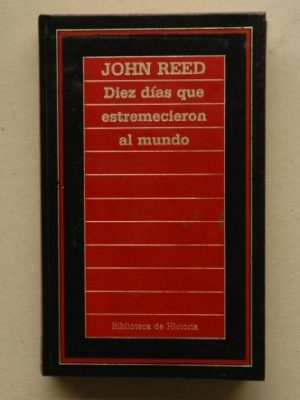 JOHN REED
Diez días que
estremecieron
al mundo
Biblioteca de Historia